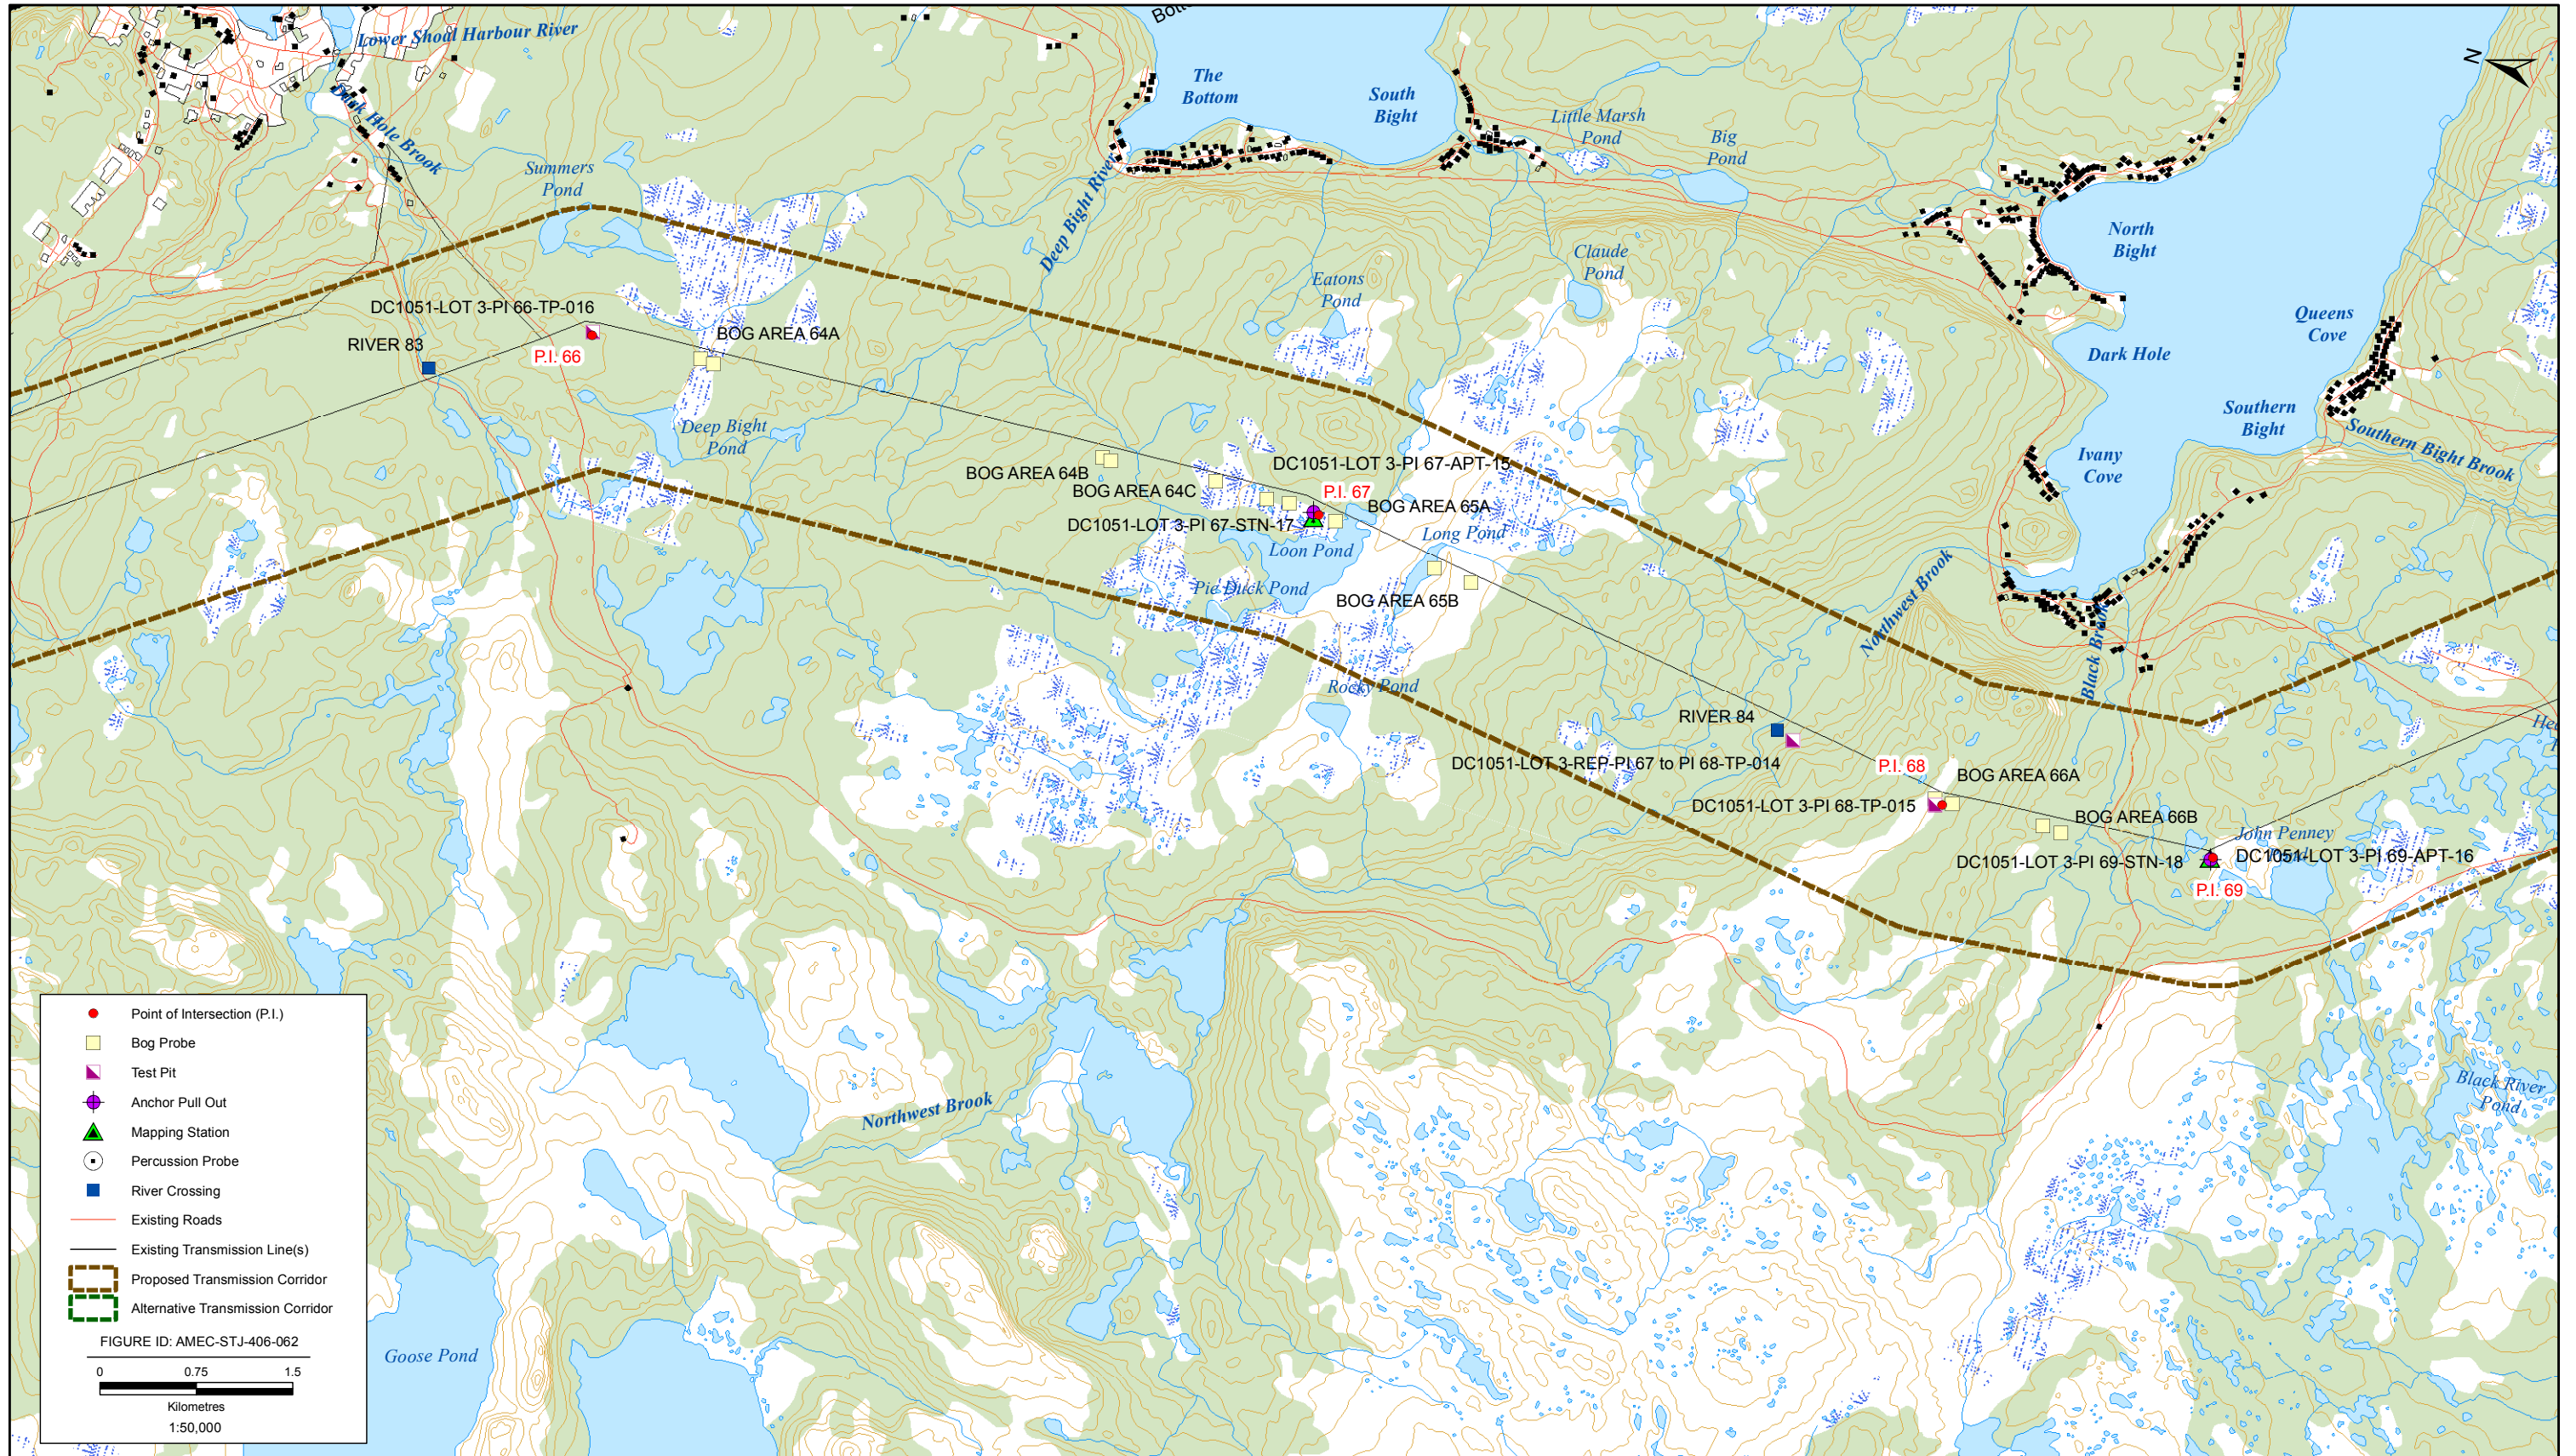 Lower Shoal Harbour River
Dark
Hole Brook
Summers
Pond
The
Bottom
South
Bight
Little Marsh
Pond
Big
Pond
Deep Bight River
North
Bight
Claude
Pond
Eatons
Pond
Queens
Cove
Dark Hole
Southern
Bight
Southern Bight Brook
Ivany
Cove
N
DC1051-LOT 3-PI 66-TP-016
RIVER 83
P.I. 66
BOG AREA 64A
Deep Bight
Pond
BOG AREA 64B
BOG AREA 64C
DC1051-LOT 3-PI 67-APT-15
P.I. 67
BOG AREA 65A
DC1051-LOT 3-PI 67-STN-17
Long Pond
Loon Pond
Pie Duck Pond
BOG AREA 65B
Northwest Brook
Black Brook
Rocky Pond
RIVER 84
DC1051-LOT 3-REP-PI 67 to PI 68-TP-014
P.I. 68
BOG AREA 66A
DC1051-LOT 3-PI 68-TP-015
BOG AREA 66B
John Penney
DC1051-LOT 3-PI 69-STN-18
DC1051-LOT 3-PI 69-APT-16
P.I. 69
Black River
Pond
Northwest Brook
Goose Pond
Point of Intersection (P.I.)
Bog Probe
Test Pit
Anchor Pull Out
Mapping Station
Percussion Probe
River Crossing
Existing Roads
Existing Transmission Line(s)
Proposed Transmission Corridor
Alternative Transmission Corridor
FIGURE ID: AMEC-STJ-406-062
0 0.75 1.5
Kilometres
1:50,000